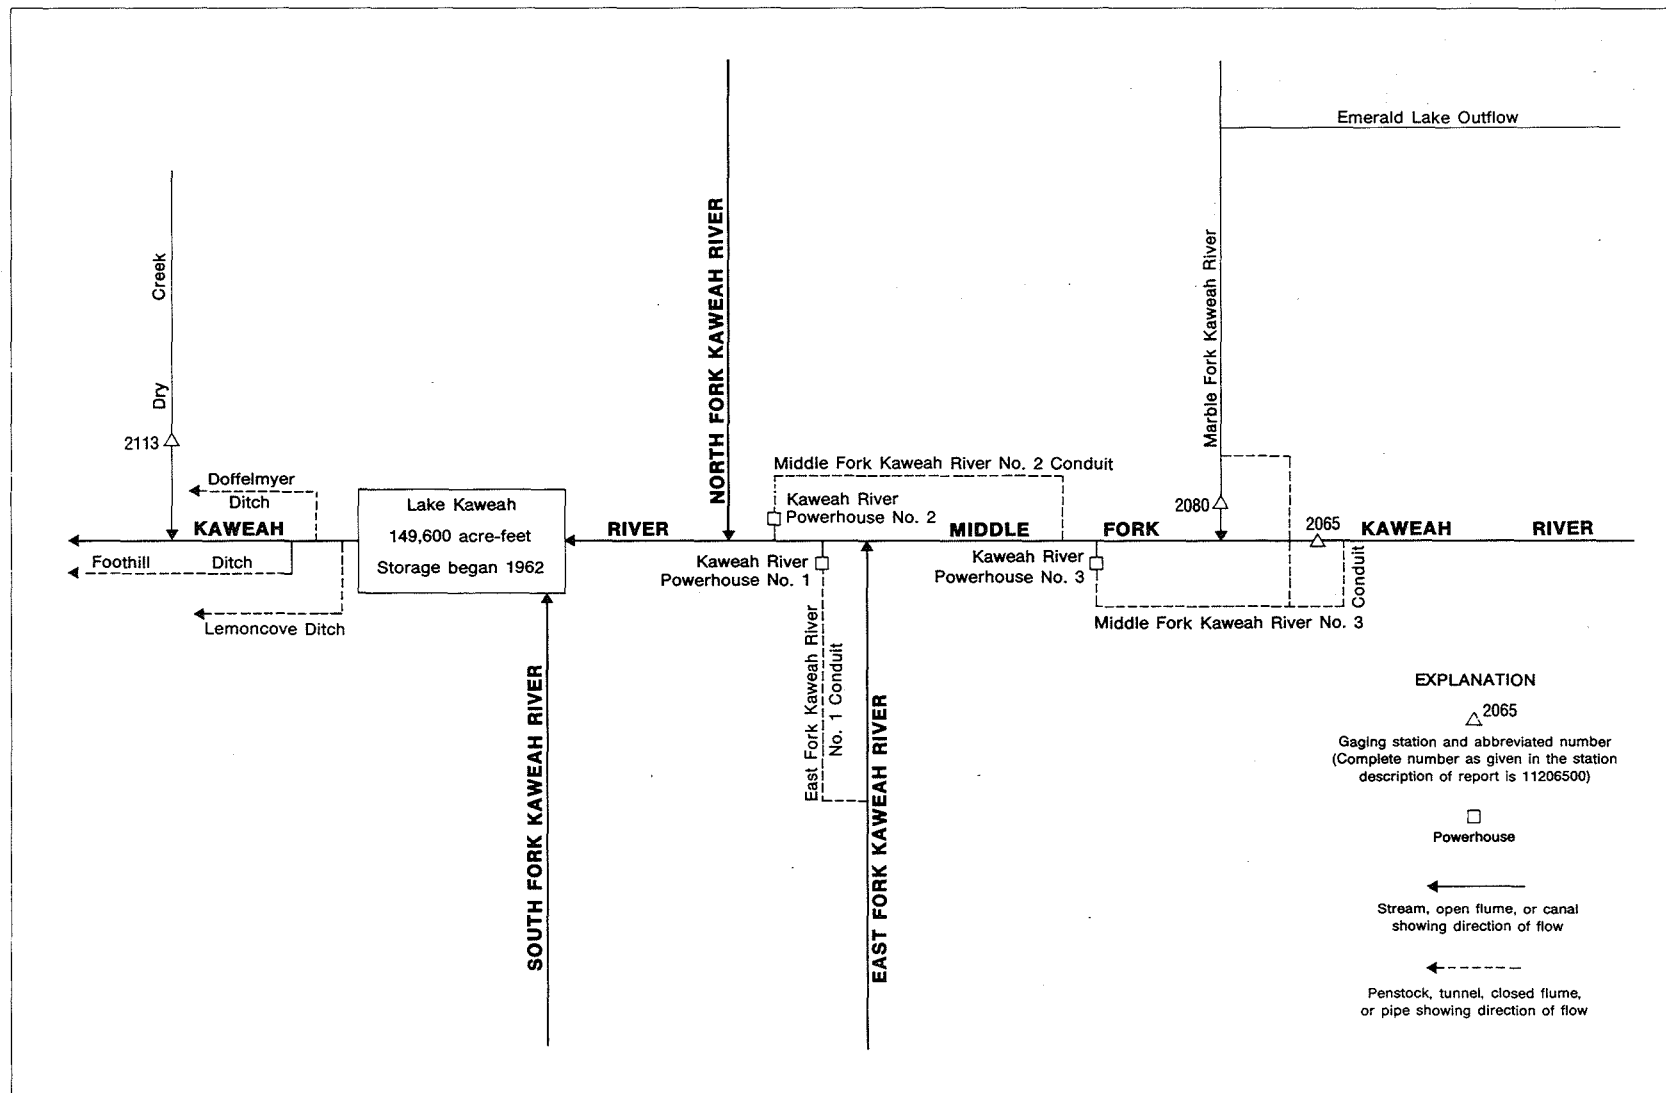 Emerald Lake Outflow
NORTH FORK KAWEAH RIVER
Marble Fork Kaweah River
Dry Creek
2113
Doffelmyer
Ditch
Lake Kaweah
149,600 acre-feet
Storage began 1962
Middle Fork Kaweah River No. 2 Conduit
Kaweah River
Powerhouse No. 2
2080
2065
KAWEAH RIVER MIDDLE FORK KAWEAH RIVER
Foothill Ditch
Lemoncove Ditch
Kaweah River
Powerhouse No. 1
Kaweah River
Powerhouse No. 3
Conduit
Middle Fork Kaweah River No. 3
East Fork Kaweah River
No. 1 Conduit
SOUTH FORK KAWEAH RIVER
EAST FORK KAWEAH RIVER
EXPLANATION
2065
Gaging station and abbreviated number
(Complete number as given in the station
description of report is 11206500)
Powerhouse
Stream, open flume, or canal
showing direction of flow
Penstock, tunnel, closed flume,
or pipe showing direction of flow